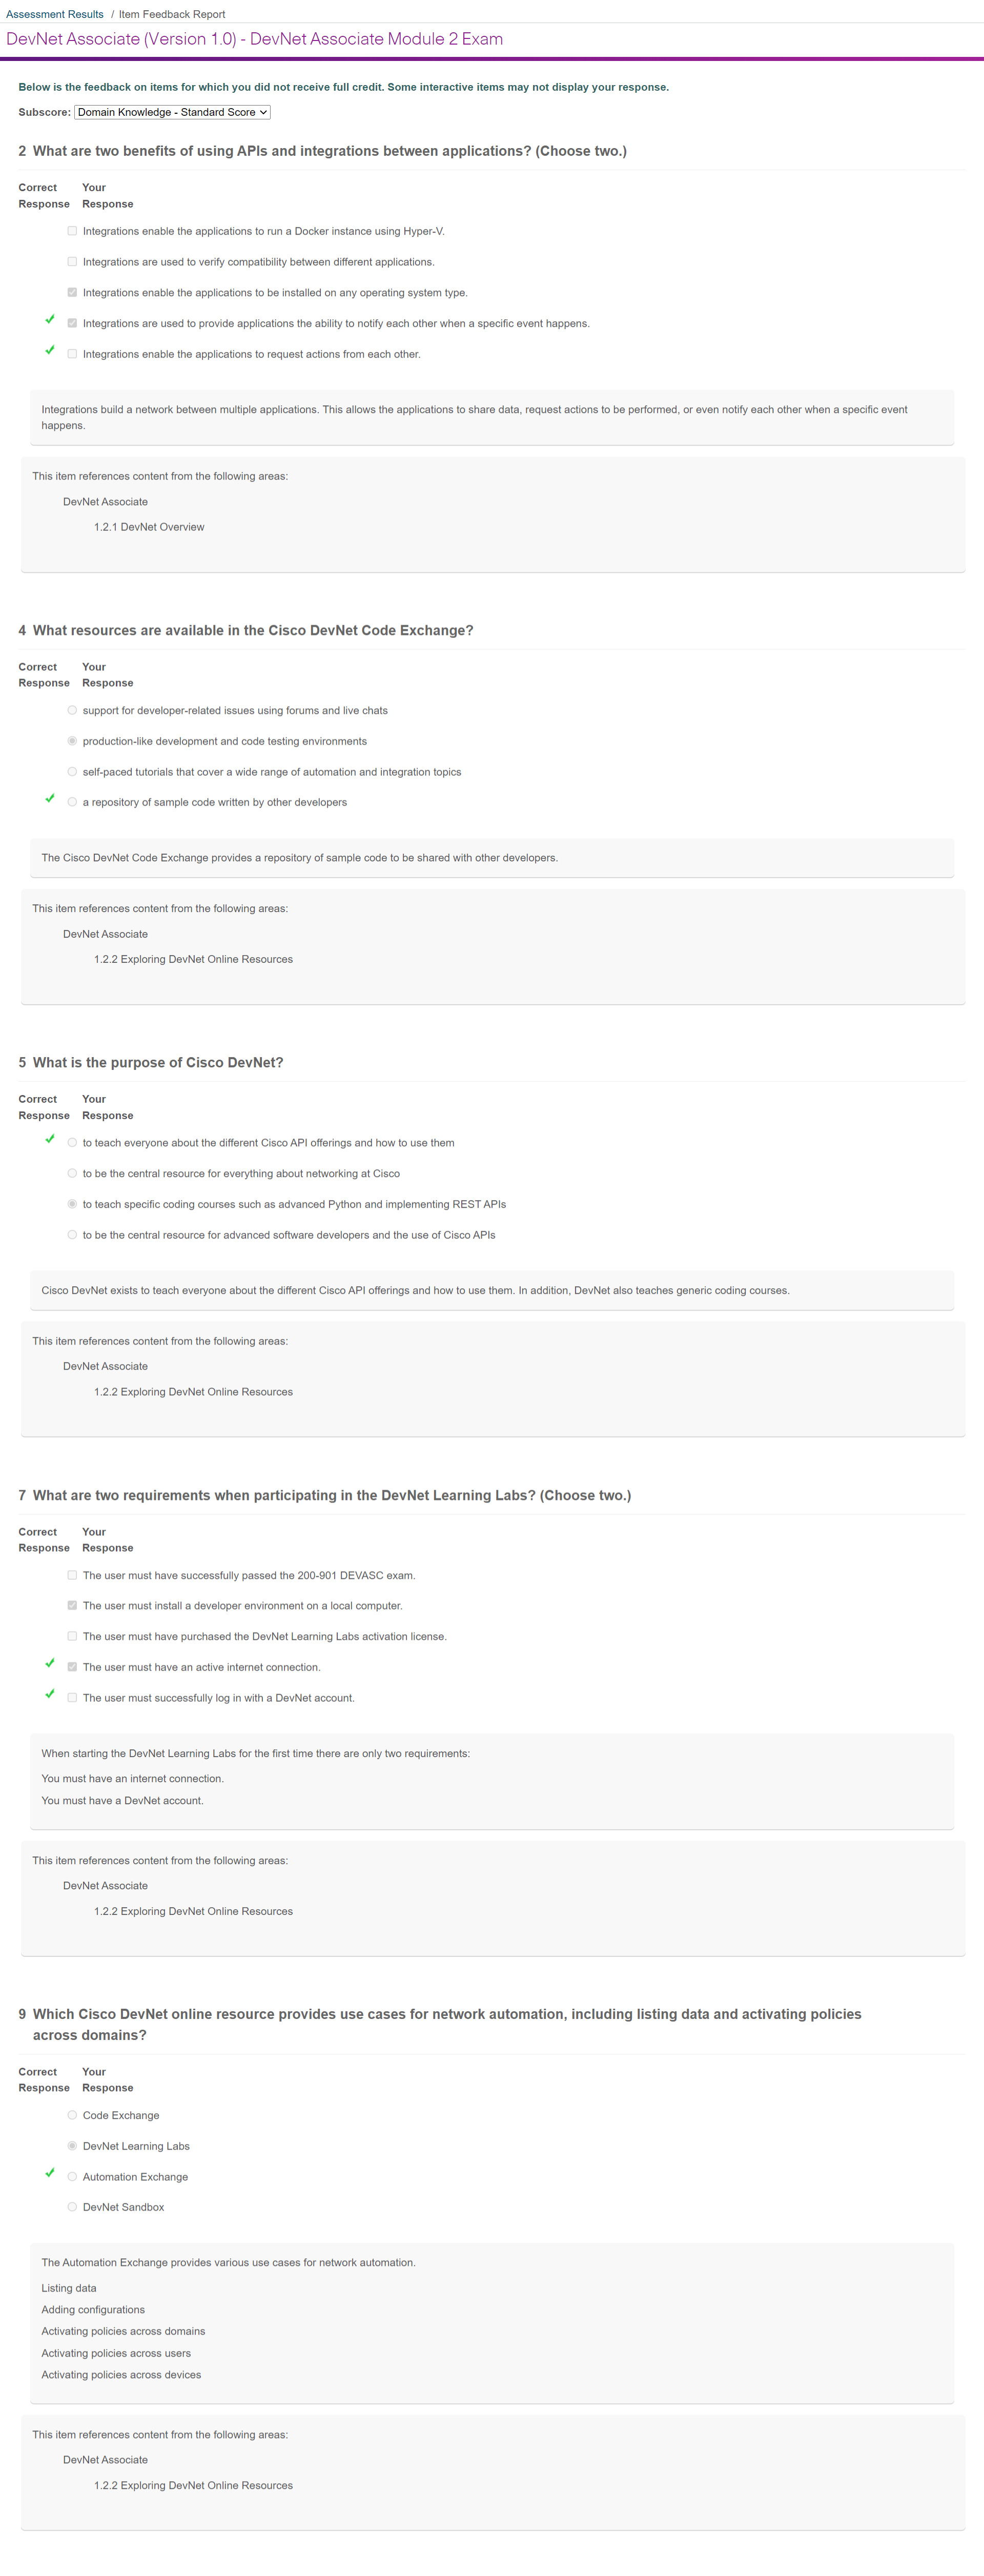 Assessment Results / Item Feedback Report
DevNet Associate (Version 1.0) - DevNet Associate Module 2 Exam
Below is the feedback on items for which you did not receive full credit. Some interactive items may not display your response.
Subscore: Domain Knowledge - Standard Score
2 What are two benefits of using APIs and integrations between applications? (Choose two.)
Correct Your
Response Response
Integrations enable the applications to run a Docker instance using Hyper-V.
Integrations are used to verify compatibility between different applications.
Integrations enable the applications to be installed on any operating system type.
Integrations are used to provide applications the ability to notify each other when a specific event happens.
Integrations enable the applications to request actions from each other.
Integrations build a network between multiple applications. This allows the applications to share data, request actions to be performed, or even notify each other when a specific event
happens.
This item references content from the following areas:
DevNet Associate
1.2.1 DevNet Overview
4 What resources are available in the Cisco DevNet Code Exchange?
Correct Your
Response Response
support for developer-related issues using forums and live chats
production-like development and code testing environments
self-paced tutorials that cover a wide range of automation and integration topics
a repository of sample code written by other developers
The Cisco DevNet Code Exchange provides a repository of sample code to be shared with other developers.
This item references content from the following areas:
DevNet Associate
1.2.2 Exploring DevNet Online Resources
5 What is the purpose of Cisco DevNet?
Correct Your
Response Response
to teach everyone about the different Cisco API offerings and how to use them
to be the central resource for everything about networking at Cisco
to teach specific coding courses such as advanced Python and implementing REST APIs
to be the central resource for advanced software developers and the use of Cisco APIs
Cisco DevNet exists to teach everyone about the different Cisco API offerings and how to use them. In addition, DevNet also teaches generic coding courses.
This item references content from the following areas:
DevNet Associate
1.2.2 Exploring DevNet Online Resources
7 What are two requirements when participating in the DevNet Learning Labs? (Choose two.)
Correct Your
Response Response
The user must have successfully passed the 200-901 DEVASC exam.
The user must install a developer environment on a local computer.
The user must have purchased the DevNet Learning Labs activation license.
The user must have an active internet connection.
The user must successfully log in with a DevNet account.
When starting the DevNet Learning Labs for the first time there are only two requirements:
You must have an internet connection.
You must have a DevNet account.
This item references content from the following areas:
DevNet Associate
1.2.2 Exploring DevNet Online Resources
9 Which Cisco DevNet online resource provides use cases for network automation, including listing data and activating policies
across domains?
Correct Your
Response Response
Code Exchange
DevNet Learning Labs
Automation Exchange
DevNet Sandbox
The Automation Exchange provides various use cases for network automation.
Listing data
Adding configurations
Activating policies across domains
Activating policies across users
Activating policies across devices
This item references content from the following areas:
DevNet Associate
1.2.2 Exploring DevNet Online Resources